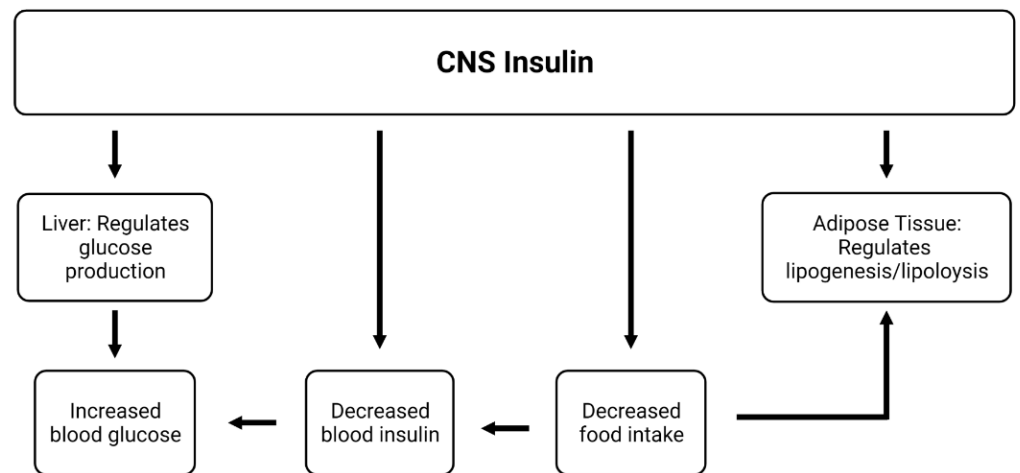 CNS Insulin
Liver: Regulates
glucose
production
Adipose Tissue:
Regulates
lipogenesis/lipoloysis
Increased
blood glucose
Decreased
blood insulin
Decreased
food intake